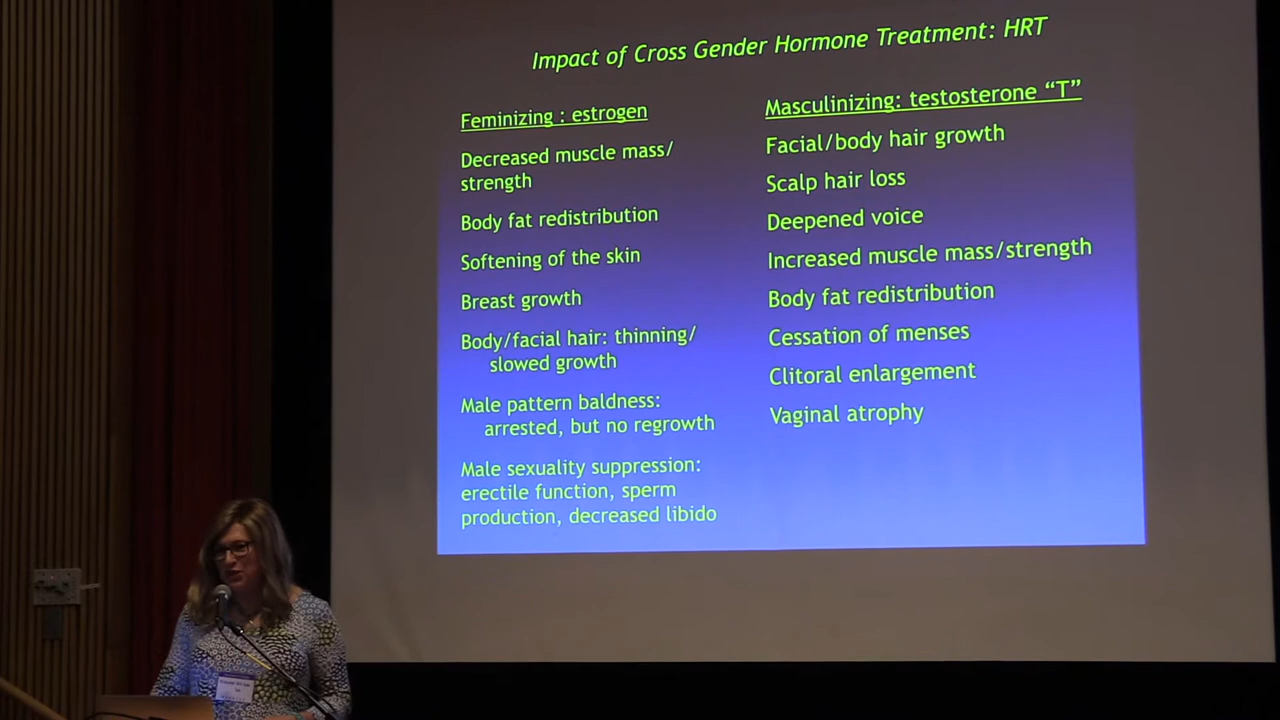 Impact of Cross Gender Hormone Treatment: HRT
Feminizing : estrogen
Decreased muscle mass/
strength
Body fat redistribution
Softening of the skin
Breast growth
Body/facial hair: thinning/
slowed growth
Male pattern baldness:
arrested, but no regrowth
Male sexuality suppression:
erectile function, sperm
production, decreased libido
Masculinizing: testosterone “T”
Facial/body hair growth
Scalp hair loss
Deepened voice
Increased muscle mass/strength
Body fat redistribution
Cessation of menses
Clitoral enlargement
Vaginal atrophy